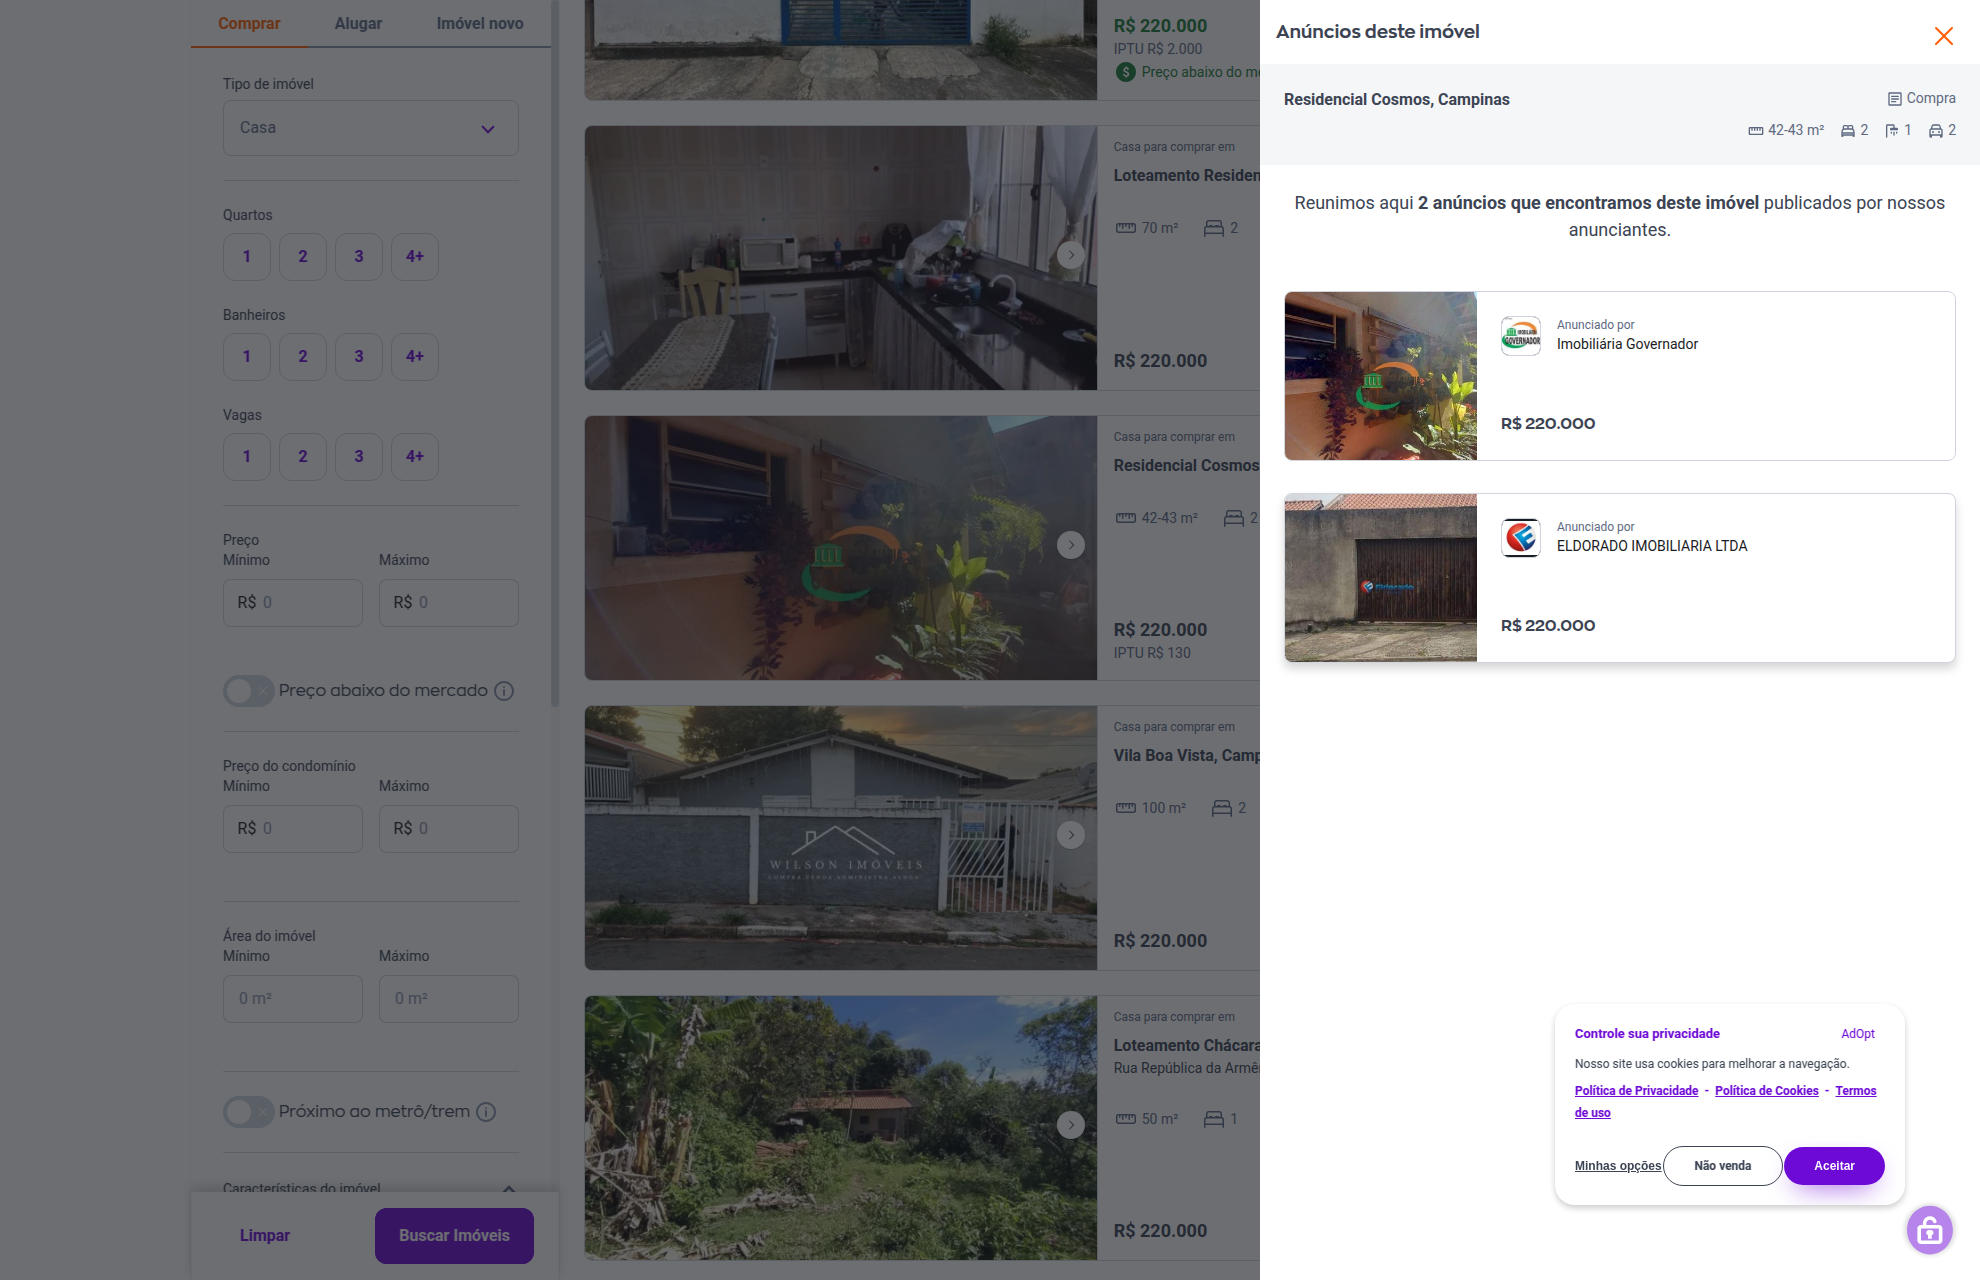 Comprar
Alugar
Imóvel novo
Tipo de imóvel
Casa
Quartos
1
2
3
4+
Banheiros
1
2
3
4+
Vagas
1
2
3
4+
Preço
Mínimo
Máximo
R$ 0
R$ 0
Preço abaixo do mercado
Preço do condomínio
Mínimo
Máximo
R$ 0
R$ 0
Área do imóvel
Mínimo
Máximo
0 m²
0 m²
Próximo ao metrô/trem
Características do imóvel
Limpar
Buscar Imóveis
R$ 220.000
IPTU R$ 2.000
Preço abaixo do
Casa para comprar em
Loteamento
70 m²
2
R$ 220.000
Casa para comprar em
Residencial Cosmos
42-43 m²
2
R$ 220.000
IPTU R$ 130
WILSON IMÓVEIS
COMPRA.VENDA.ADMINISTRA.ALUGA
Casa para comprar em
Vila Boa Vista,
100 m²
2
R$ 220.000
Casa para comprar em
Loteamento Chácara
Rua República da
50 m²
1
R$ 220.000
Anúncios deste imóvel
Residencial Cosmos, Campinas
Compra
42-43 m²
2
1
2
Reunimos aqui 2 anúncios que encontramos deste imóvel publicados por nossos
anunciantes.
IMOBILIÁRIA
GOVERNADOR
Anunciado por
Imobiliária Governador
R$ 220.000
Eldorado
Anunciado por
ELDORADO IMOBILIARIA LTDA
R$ 220.000
Controle sua privacidade
AdOpt
Nosso site usa cookies para melhorar a navegação.
Política de Privacidade - Política de Cookies - Termos
de uso
Minhas opções
Não venda
Aceitar